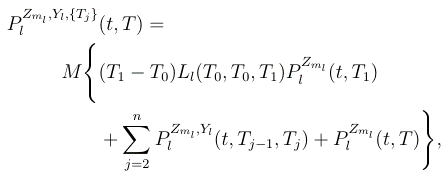 $P_l^{Z_{m_l},Y_l,\{T_j\}}(t,T) =$
$M\Bigg\{(T_1 - T_0)L_l(T_0,T_0,T_1)P_l^{Z_{m_l}}(t,T_1)$
$+ \sum_{j=2}^{n} P_l^{Z_{m_l},Y_l}(t,T_{j-1},T_j) + P_l^{Z_{m_l}}(t,T)\Bigg\},$